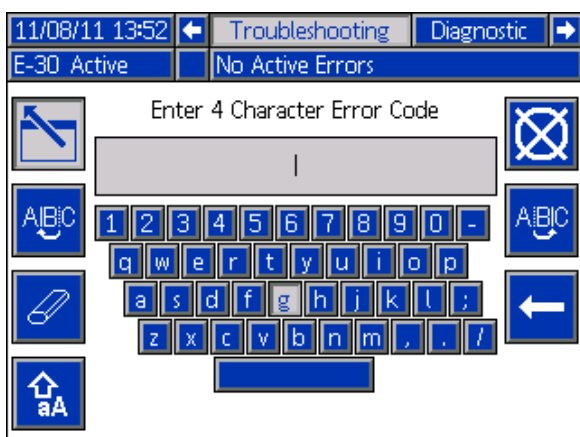 11/08/11 13:52 Troubleshooting Diagnostic
E-30 Active No Active Errors
Enter 4 Character Error Code
A|B|C A|B|C
1 2 3 4 5 6 7 8 9 0 -
q w e r t y u i o p
a s d f g h j k l ;
z x c v b n m , . /
aA